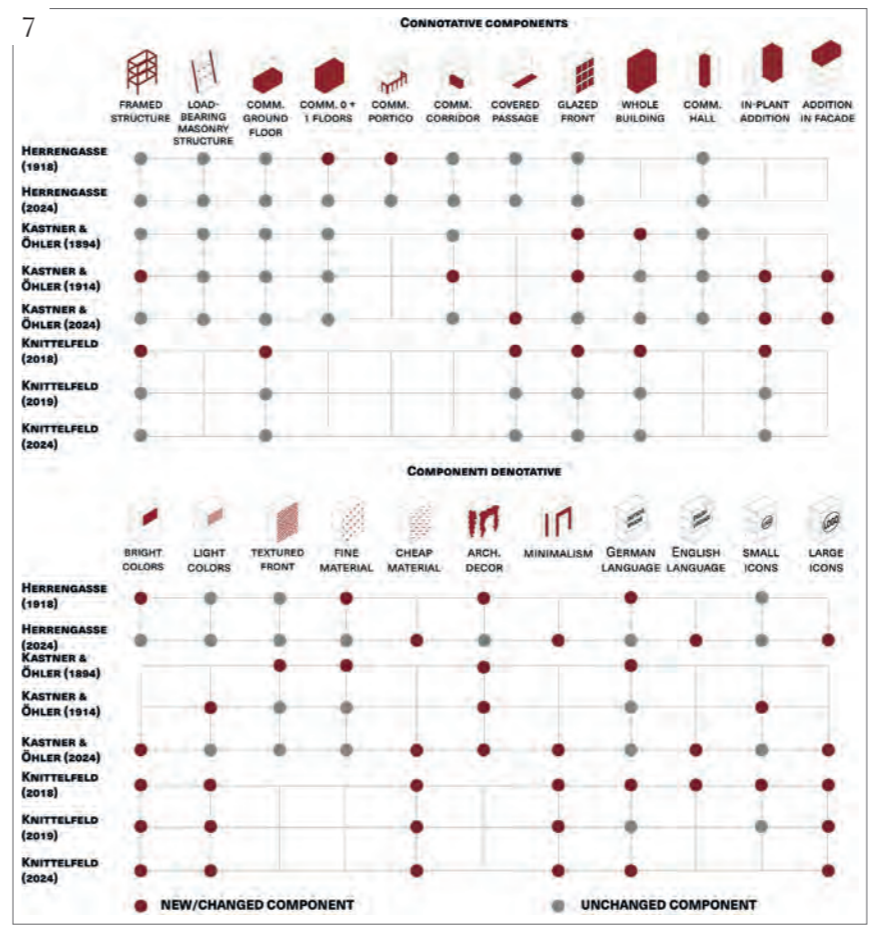 7
CONNOTATIVE COMPONENTS
FRAMED STRUCTURE
LOAD-BEARING MASONRY STRUCTURE
COMM. GROUND FLOOR
COMM. 0 + 1 FLOORS
COMM. PORTICO
COMM. CORRIDOR
COVERED PASSAGE
GLAZED FRONT
WHOLE BUILDING
COMM. HALL
IN-PLANT ADDITION
ADDITION IN FACADE
HERRENGASSE (1918)
HERRENGASSE (2024)
KASTNER & ÖHLER (1894)
KASTNER & ÖHLER (1914)
KASTNER & ÖHLER (2024)
KNITTELFELD (2018)
KNITTELFELD (2019)
KNITTELFELD (2024)
COMPONENTI DENOTATIVE
LOGO
BRIGHT COLORS
LIGHT COLORS
TEXTURED FRONT
FINE MATERIAL
CHEAP MATERIAL
ARCH. DECOR
MINIMALISM
GERMAN LANGUAGE
ENGLISH LANGUAGE
SMALL ICONS
LARGE ICONS
HERRENGASSE (1918)
HERRENGASSE (2024)
KASTNER & ÖHLER (1894)
KASTNER & ÖHLER (1914)
KASTNER & ÖHLER (2024)
KNITTELFELD (2018)
KNITTELFELD (2019)
KNITTELFELD (2024)
NEW/CHANGED COMPONENT
UNCHANGED COMPONENT